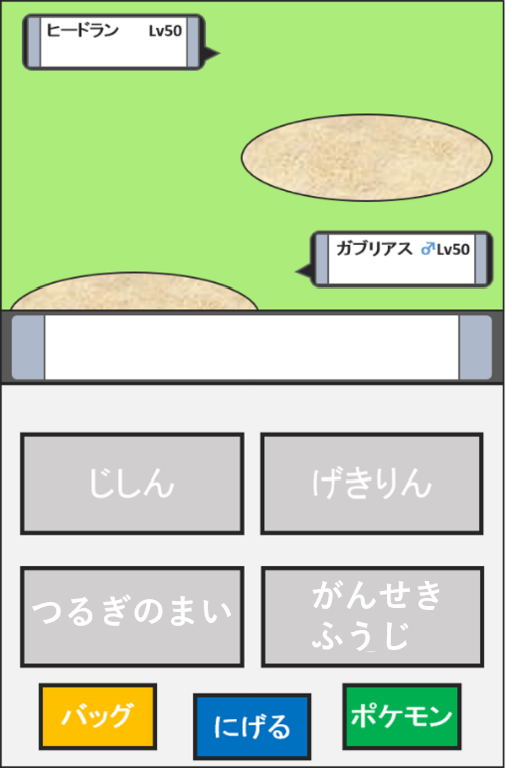 ヒードラン Lv50
ガブリアス ♂Lv50
じしん
げきりん
つるぎのまい
がんせき
ふうじ
バッグ
にげる
ポケモン